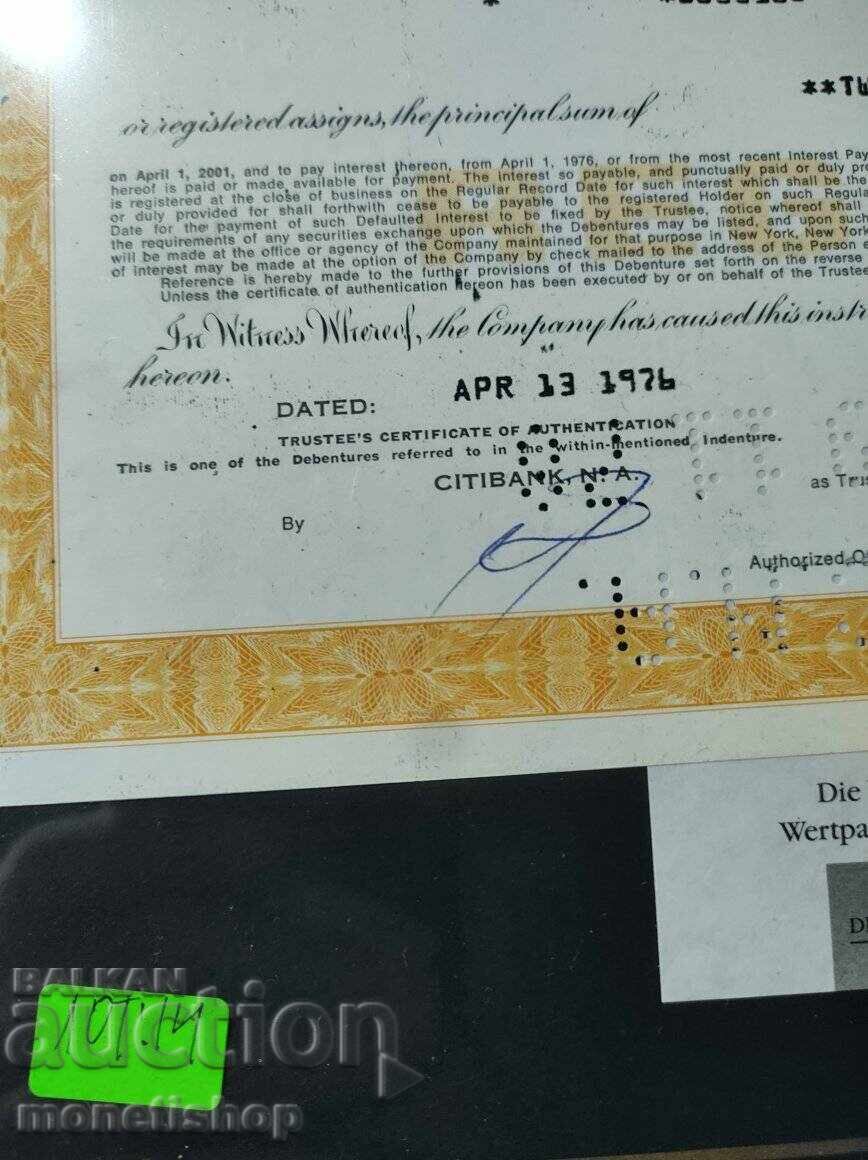 **TW
or registered assigns, the principal sum of
on April 1, 2001, and to pay interest thereon, from April 1, 1976, or from the most recent Interest Pay
hereof is paid or made available for payment. The interest so payable, and punctually paid or duly pr
is registered at the close of business on the Regular Record Date for such interest which shall be the
or duly provided for shall forthwith cease to be payable to the registered Holder on such Regula
Date for the payment of such Defaulted Interest to be fixed by the Trustee, notice whereof shall
the requirements of any securities exchange upon which the Debentures may be listed, and upon such
will be made at the office or agency of the Company maintained for that purpose in New York, New York
of interest may be made at the option of the Company by check mailed to the address of the Person e
Reference is hereby made to the further provisions of this Debenture set forth on the reverse
Unless the certificate of authentication hereon has been executed by or on behalf of the Trustee
In Witness Whereof, the Company has caused this instr
hereon.
DATED: APR 13 1976
TRUSTEE'S CERTIFICATE OF AUTHENTICATION
This is one of the Debentures referred to in the within-mentioned Indenture.
CITIBANK, N. A.
as Trus
By
Authorized O
Die
Wertpa
D
BALKAN
auction
monetishop